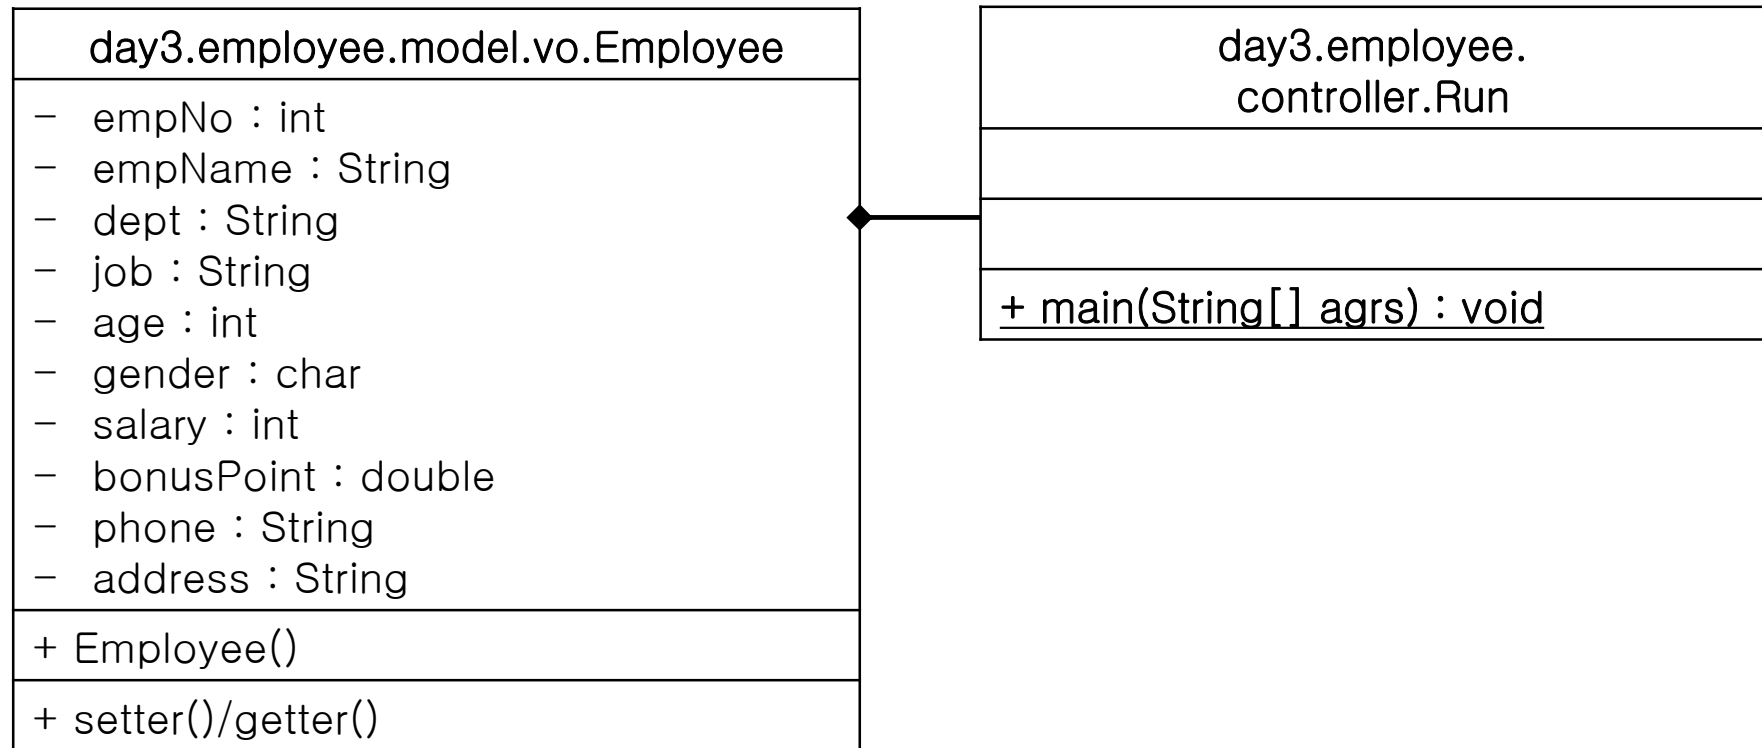 day3.employee.model.vo.Employee
- empNo : int
- empName : String
- dept : String
- job : String
- age : int
- gender : char
- salary : int
- bonusPoint : double
- phone : String
- address : String
+ Employee()
+ setter()/getter()
day3.employee.
controller.Run
+ main(String[] agrs) : void